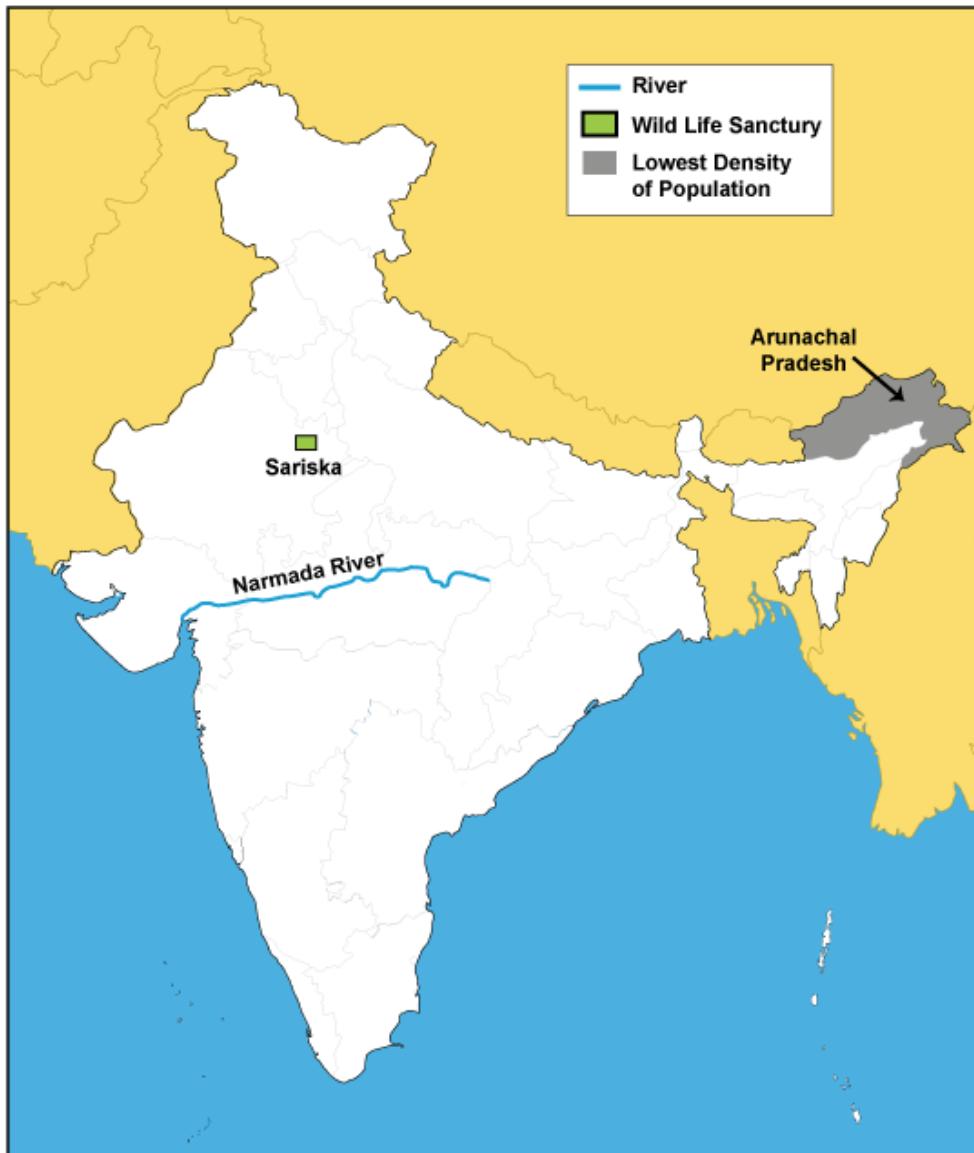 River
Wild Life Sanctury
Lowest Density
of Population
Arunachal
Pradesh
Sariska
Narmada River